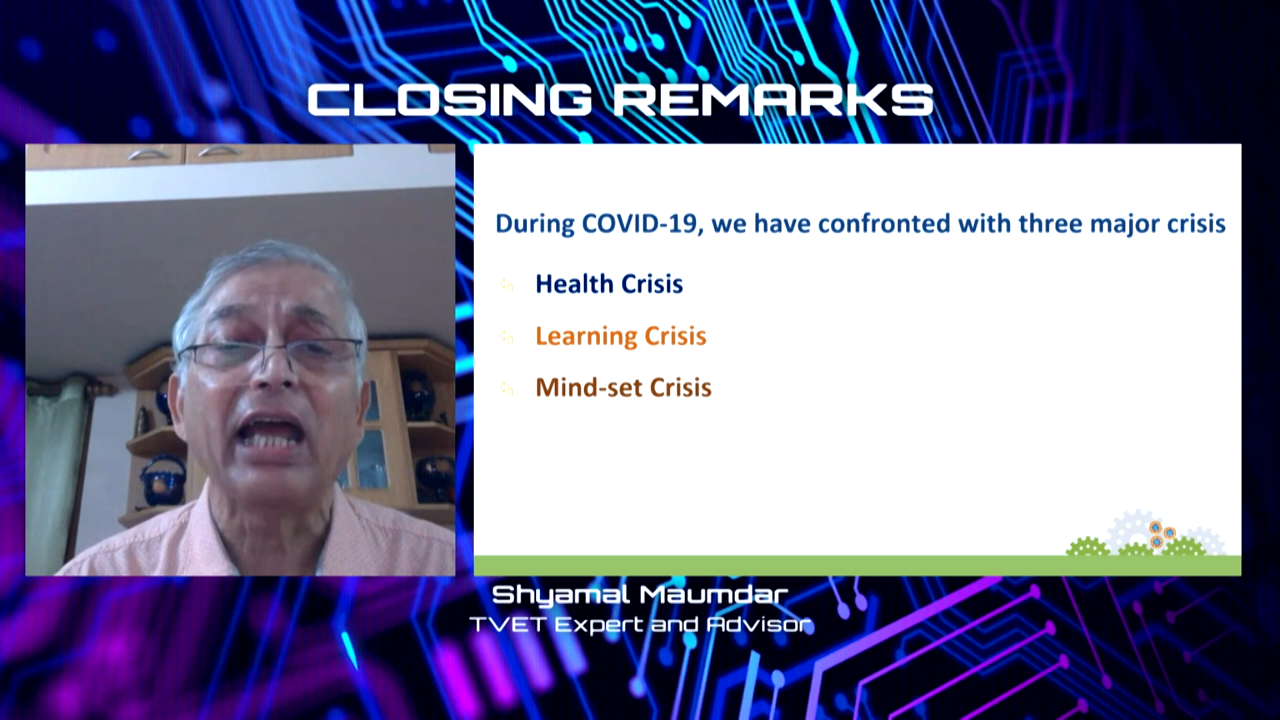 CLOSING REMARKS
During COVID-19, we have confronted with three major crisis
Health Crisis
Learning Crisis
Mind-set Crisis
Shyamal Maumdar
TVET Expert and Advisor